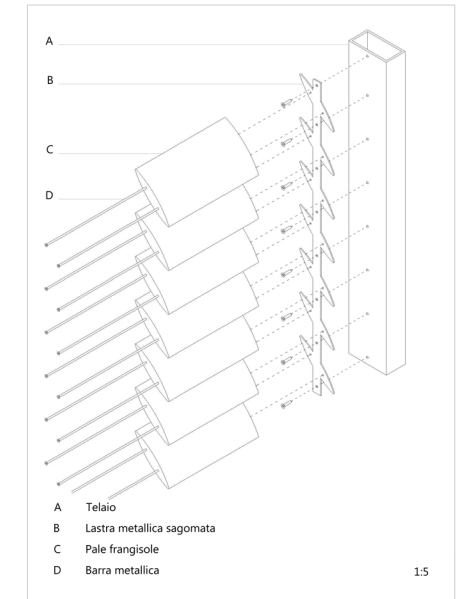 A
B
C
D
A Telaio
B Lastra metallica sagomata
C Pale frangisole
D Barra metallica
1:5